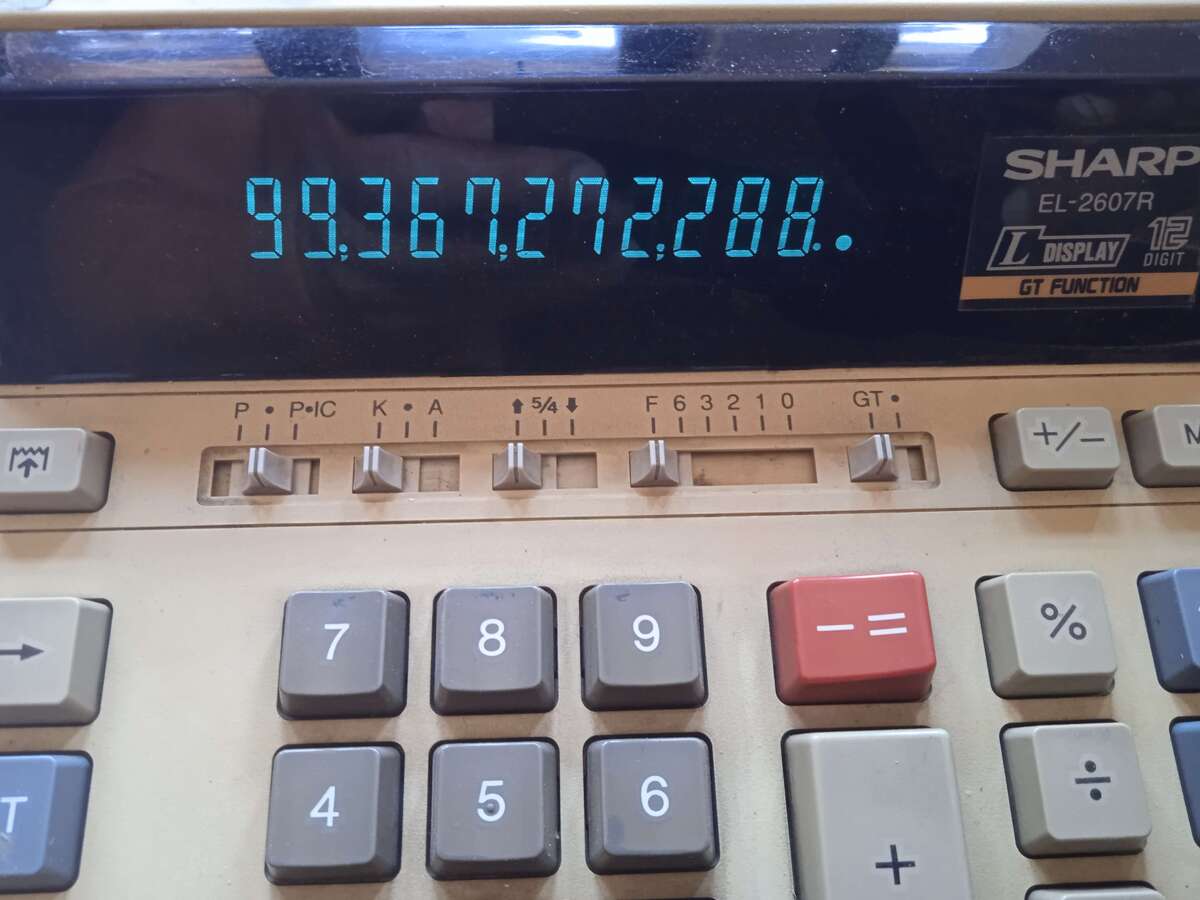 99,367,272,288.
SHARP
EL-2607R
L DISPLAY 12 DIGIT
GT FUNCTION
P • P•IC K • A ⬆ 5/4 ⬇ F 6 3 2 1 0 GT •
+/− M
→ 7 8 9 −= %
T 4 5 6 + ÷